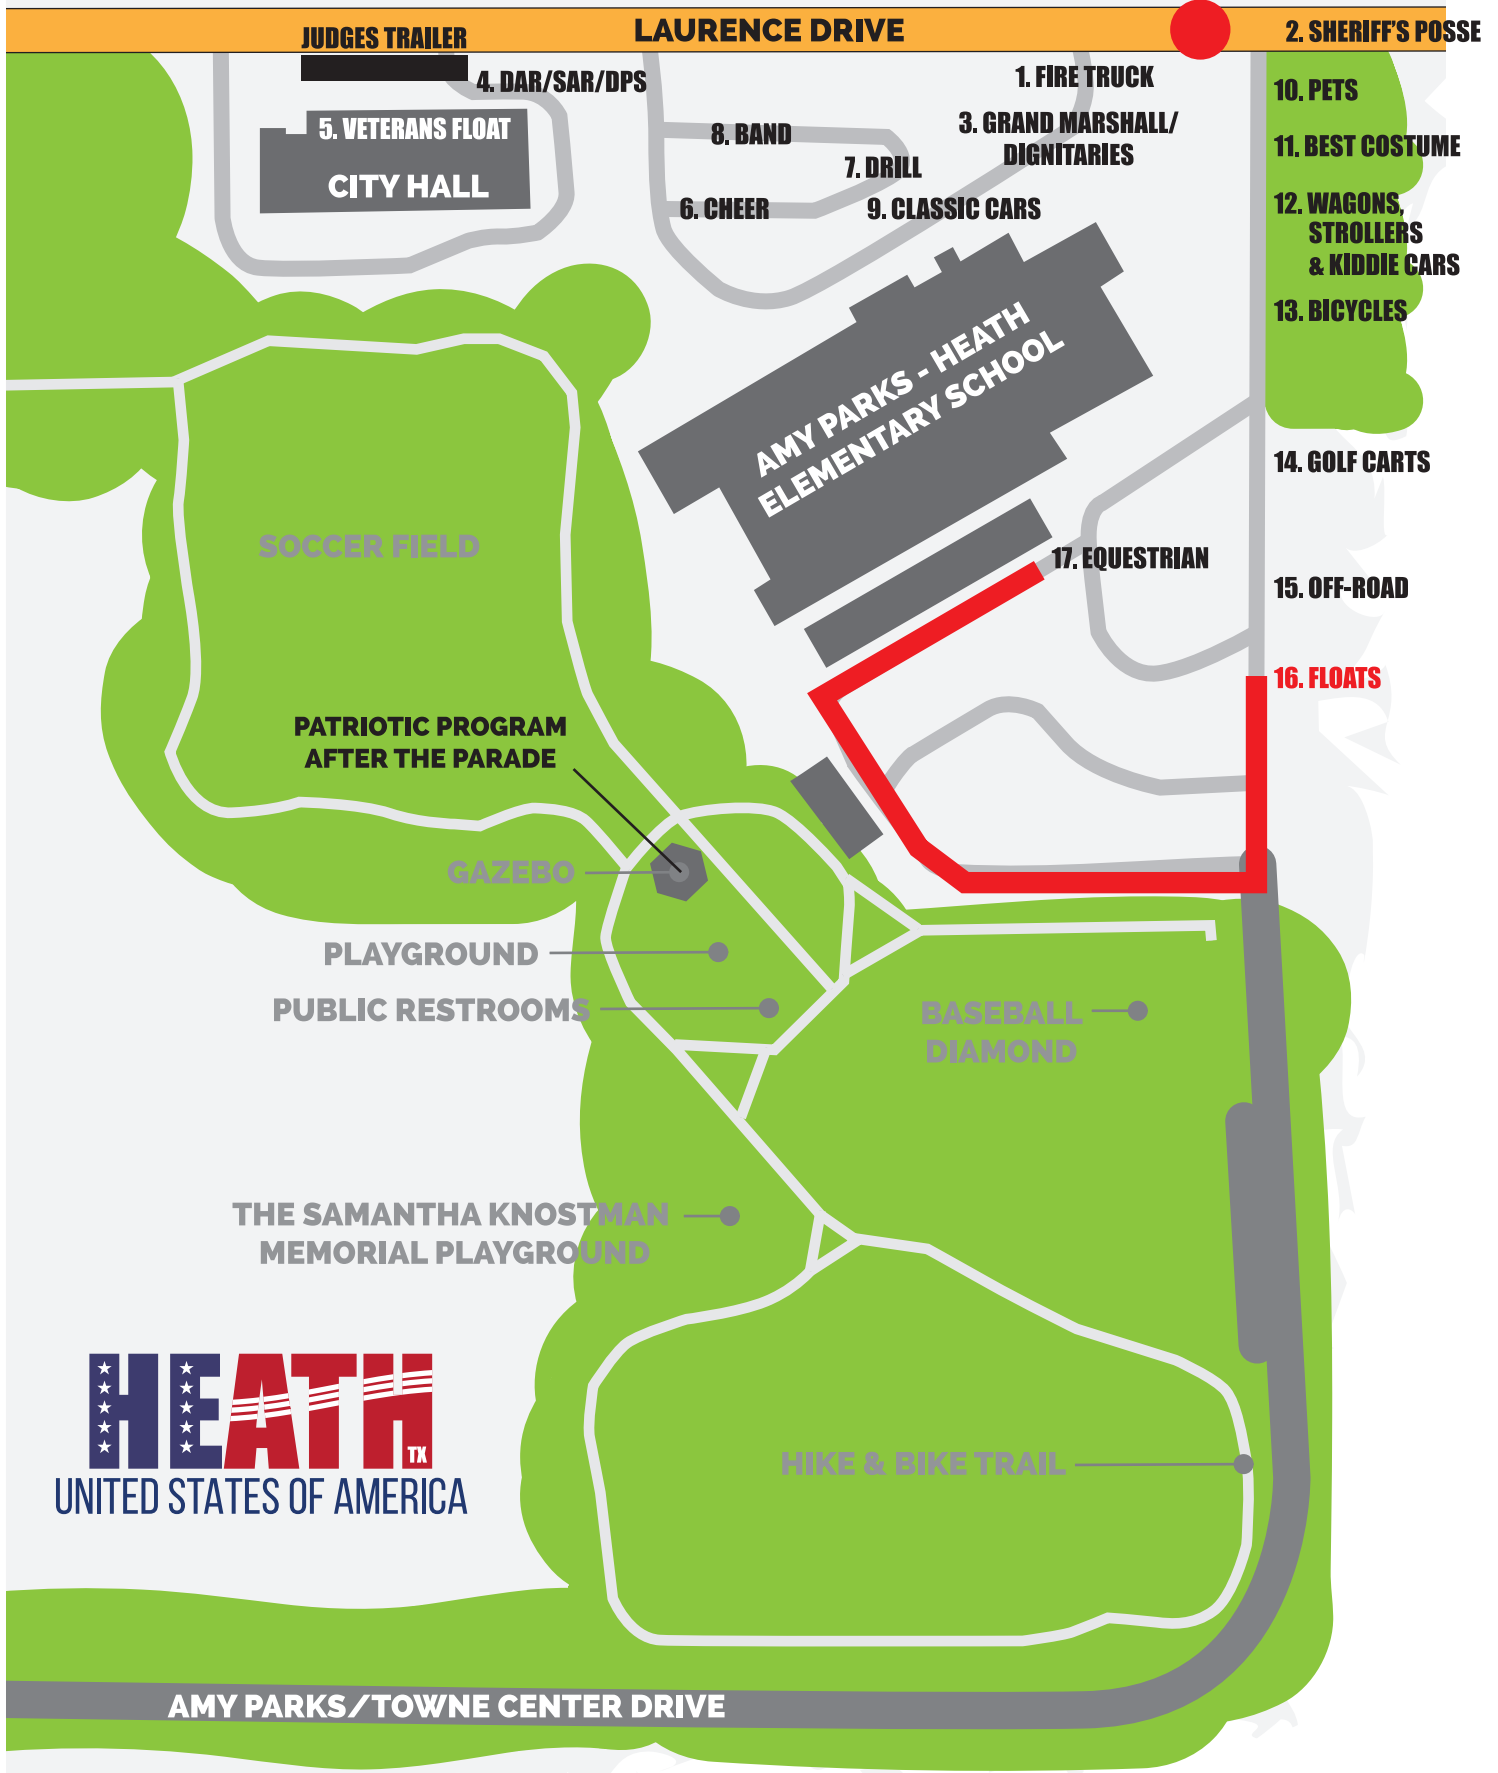 LAURENCE DRIVE
JUDGES TRAILER
2. SHERIFF'S POSSE
4. DAR/SAR/DPS
1. FIRE TRUCK
10. PETS
5. VETERANS FLOAT
8. BAND
3. GRAND MARSHALL/
DIGNITARIES
11. BEST COSTUME
7. DRILL
CITY HALL
6. CHEER
9. CLASSIC CARS
12. WAGONS,
STROLLERS
& KIDDIE CARS
13. BICYCLES
AMY PARKS - HEATH
ELEMENTARY SCHOOL
14. GOLF CARTS
SOCCER FIELD
17. EQUESTRIAN
15. OFF-ROAD
16. FLOATS
PATRIOTIC PROGRAM
AFTER THE PARADE
GAZEBO
PLAYGROUND
PUBLIC RESTROOMS
BASEBALL
DIAMOND
THE SAMANTHA KNOSTMAN
MEMORIAL PLAYGROUND
HEATH
TX
UNITED STATES OF AMERICA
HIKE & BIKE TRAIL
AMY PARKS/TOWNE CENTER DRIVE